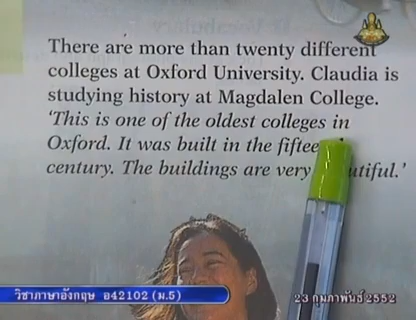 There are more than twenty different
colleges at Oxford University. Claudia is
studying history at Magdalen College.
'This is one of the oldest colleges in
Oxford. It was built in the
century. The buildings are very
วิชาภาษาอังกฤษ อ42102 (ม.5)
23 กุมภาพันธ์ 2552